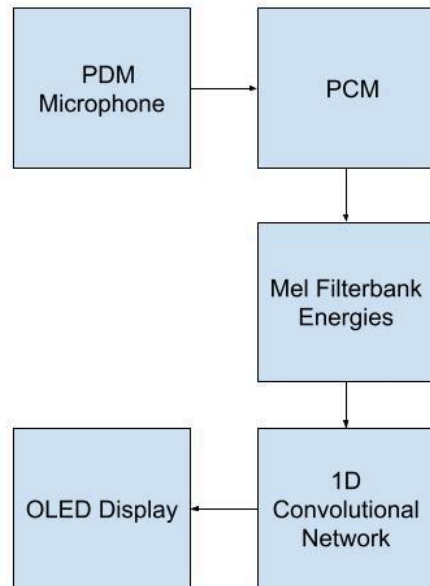 PDM
Microphone
PCM
Mel Filterbank
Energies
1D
Convolutional
Network
OLED Display